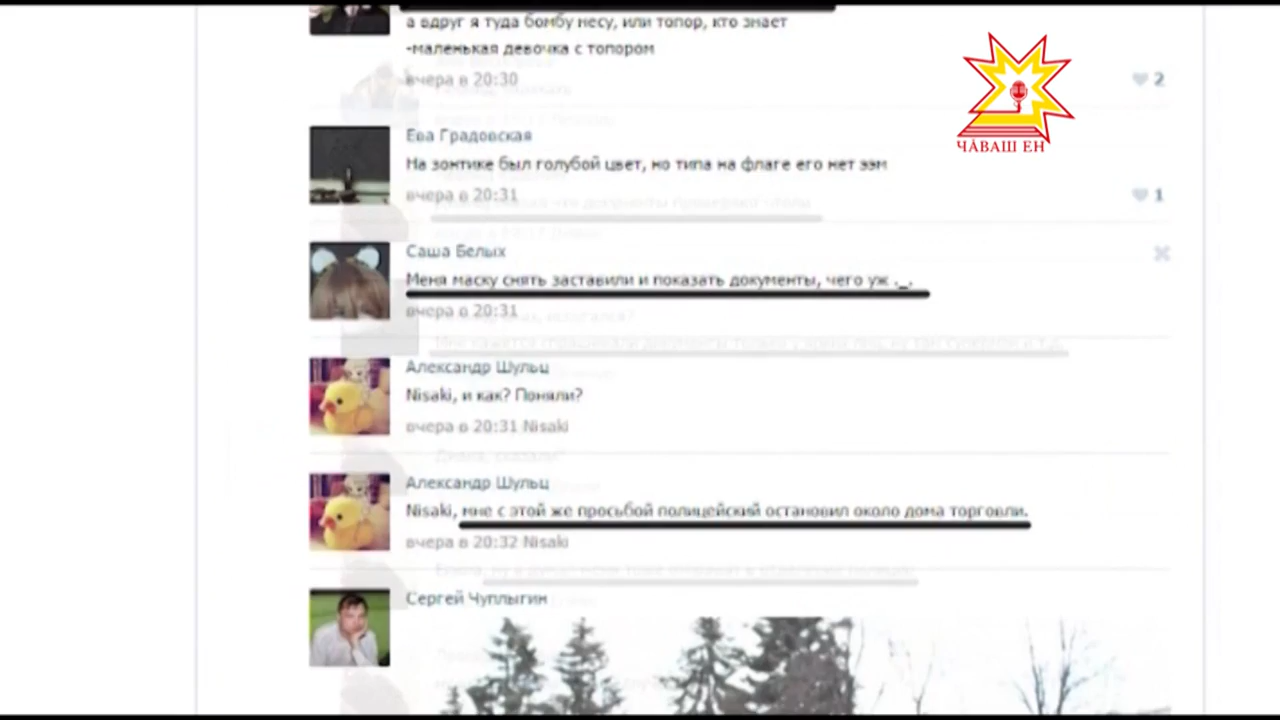 а вдруг я туда бомбу несу, или топор, кто знает
-маленькая девочка с топором
вчера в 20:30
2
ЧӐВАШ ЕН
Ева Градовская
На зонтике был голубой цвет, но типа на флаге его нет ээм
вчера в 20:31
1
Саша Белых
Меня маску снять заставили и показать документы, чего уж ._.
вчера в 20:31
Александр Шульц
Nisaki, и как? Поняли?
вчера в 20:31 Nisaki
Александр Шульц
Nisaki, мне с этой же просьбой полицейский остановил около дома торговли.
вчера в 20:32 Nisaki
Сергей Чуплыгин